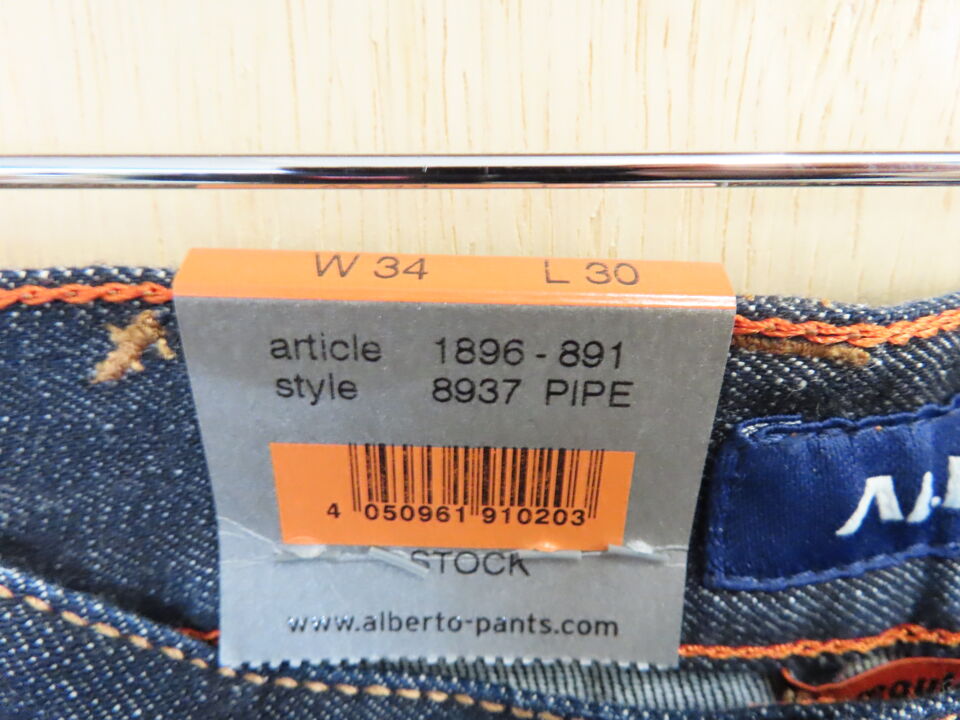 W 34 L 30
article 1896 - 891
style 8937 PIPE
4 050961 910203
STOCK
www.alberto-pants.com